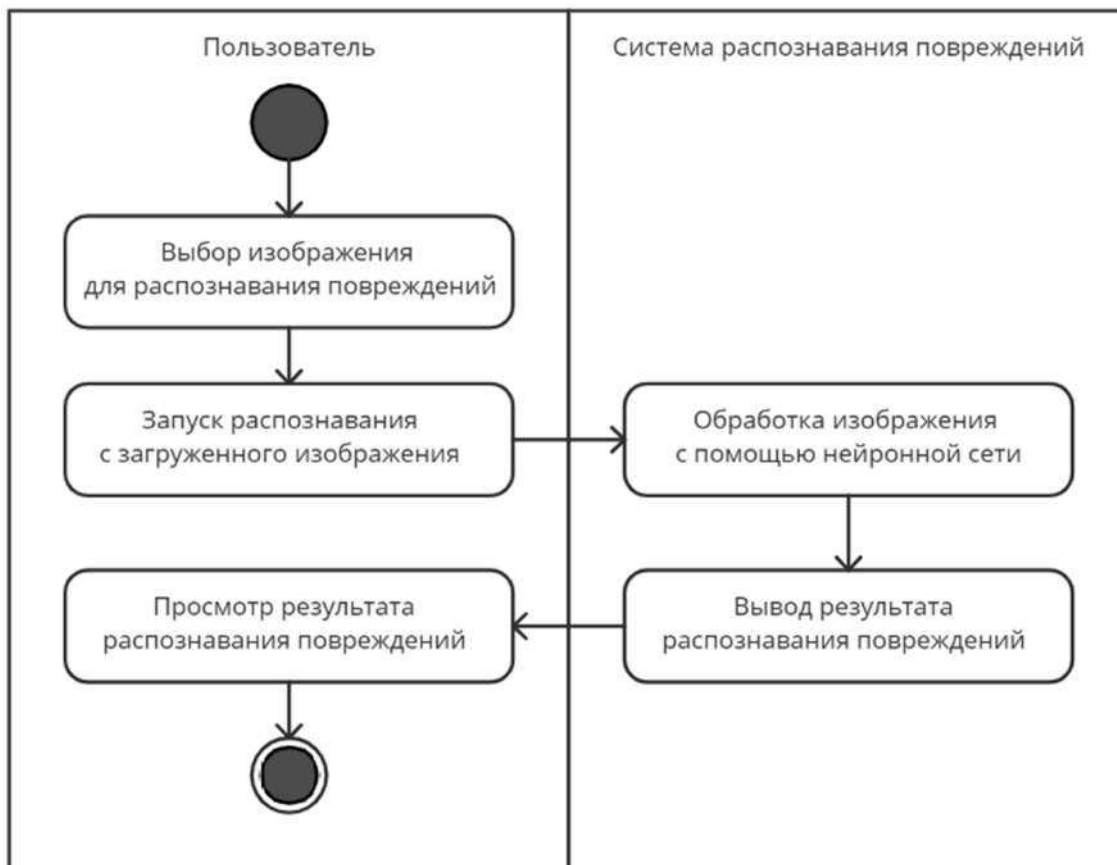 Пользователь
Система распознавания повреждений
Выбор изображения
для распознавания повреждений
Запуск распознавания
с загруженного изображения
Обработка изображения
с помощью нейронной сети
Просмотр результата
распознавания повреждений
Вывод результата
распознавания повреждений